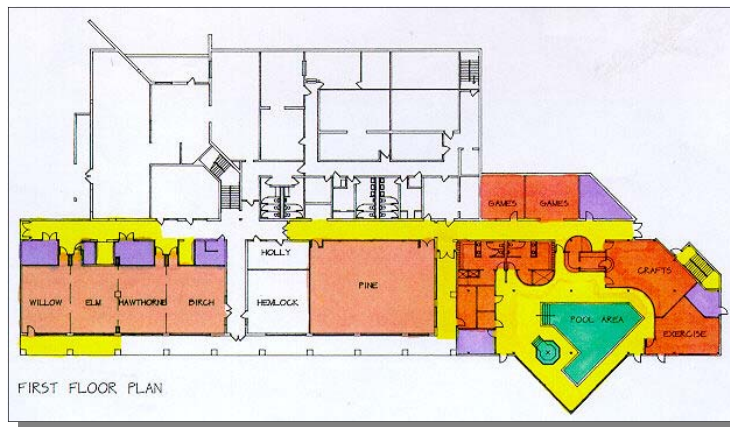 GAMES GAMES
HOLLY
CRAFTS
WILLOW ELM HAWTHORNE BIRCH HEMLOCK PINE
POOL AREA
EXERCISE
FIRST FLOOR PLAN